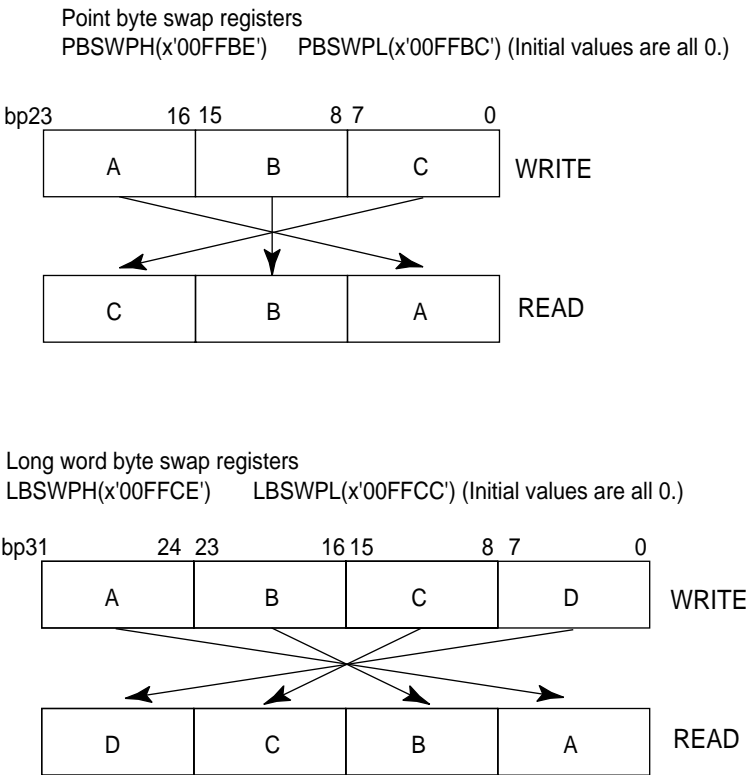 Point byte swap registers
PBSWPH(x'00FFBE') PBSWPL(x'00FFBC') (Initial values are all 0.)
bp23 16 15 8 7 0
A B C WRITE
C B A READ
Long word byte swap registers
LBSWPH(x'00FFCE') LBSWPL(x'00FFCC') (Initial values are all 0.)
bp31 24 23 16 15 8 7 0
A B C D WRITE
D C B A READ